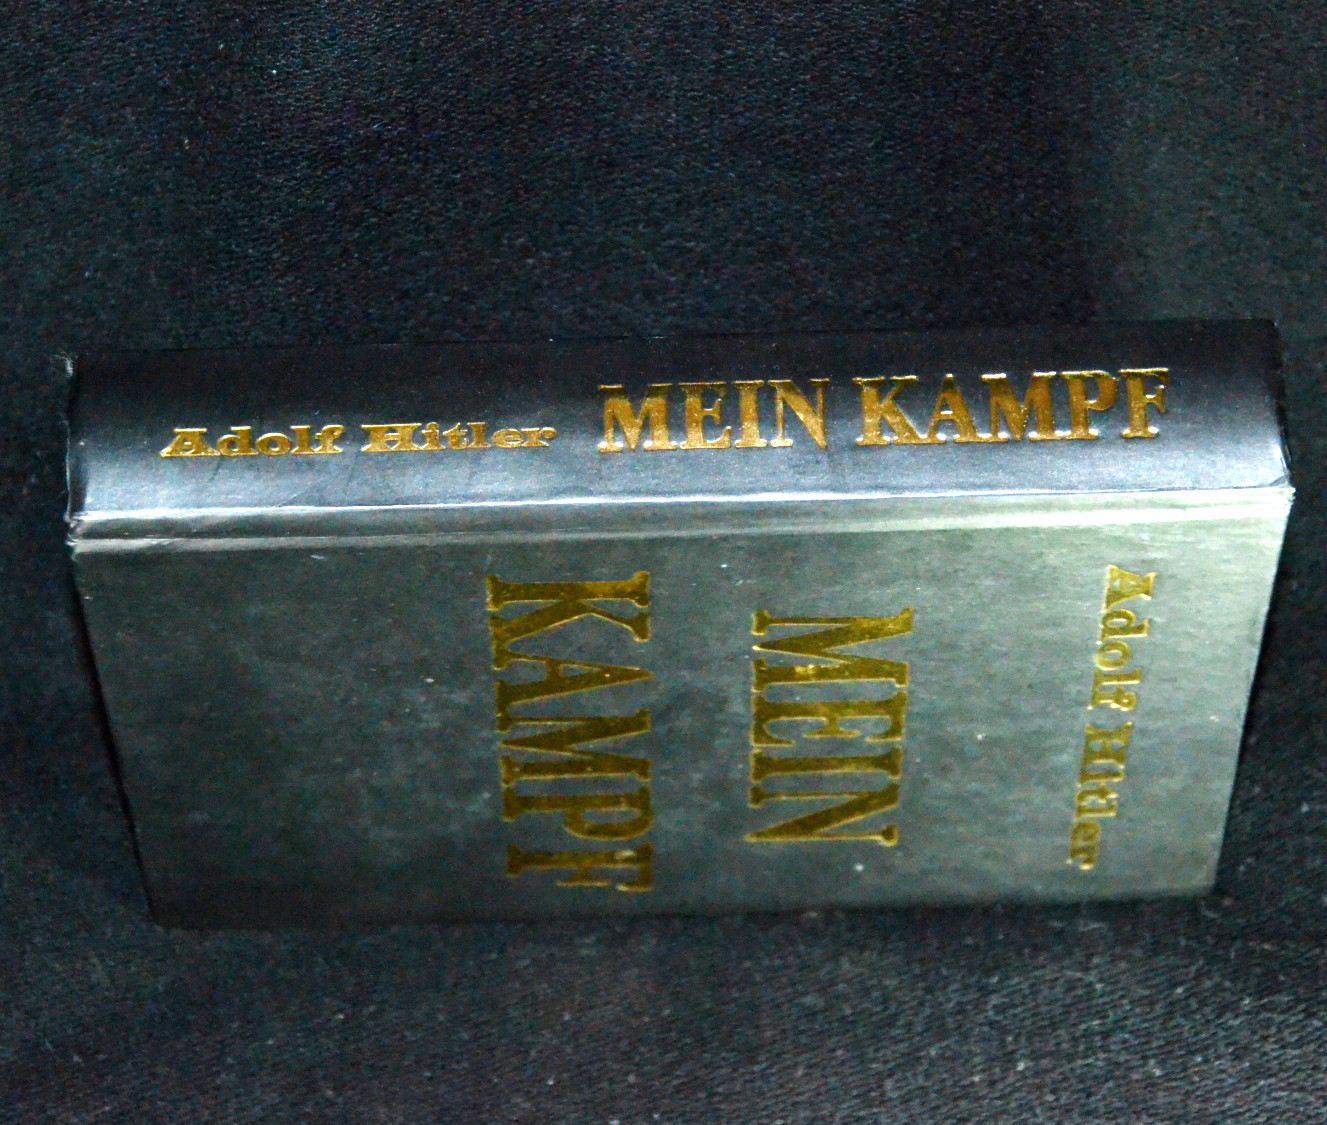 Adolf Hitler MEIN KAMPF
Adolf Hitler
MEIN
KAMPF